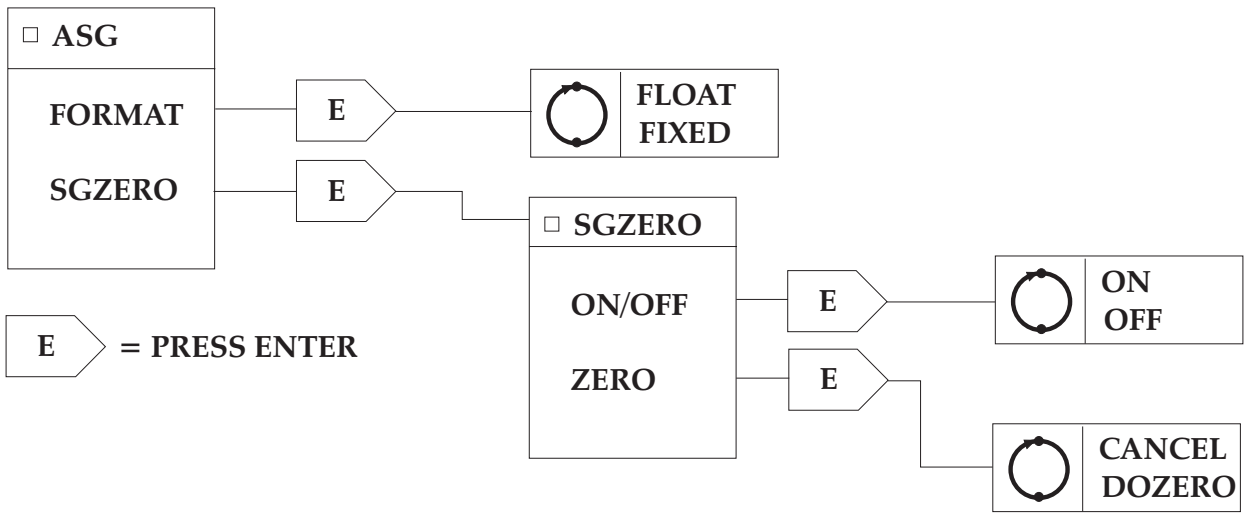 ASG
FORMAT
E
FLOAT
FIXED
SGZERO
E
SGZERO
ON/OFF
E
ON
OFF
ZERO
E
CANCEL
DOZERO
E = PRESS ENTER